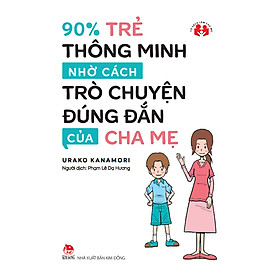 90% TRẺ
THÔNG MINH
NHỜ CÁCH
TRÒ CHUYỆN
ĐÚNG ĐẮN
CỦA CHA MẸ
URAKO KANAMORI
Người dịch: Phạm Lê Dạ Hương
NHÀ XUẤT BẢN KIM ĐỒNG